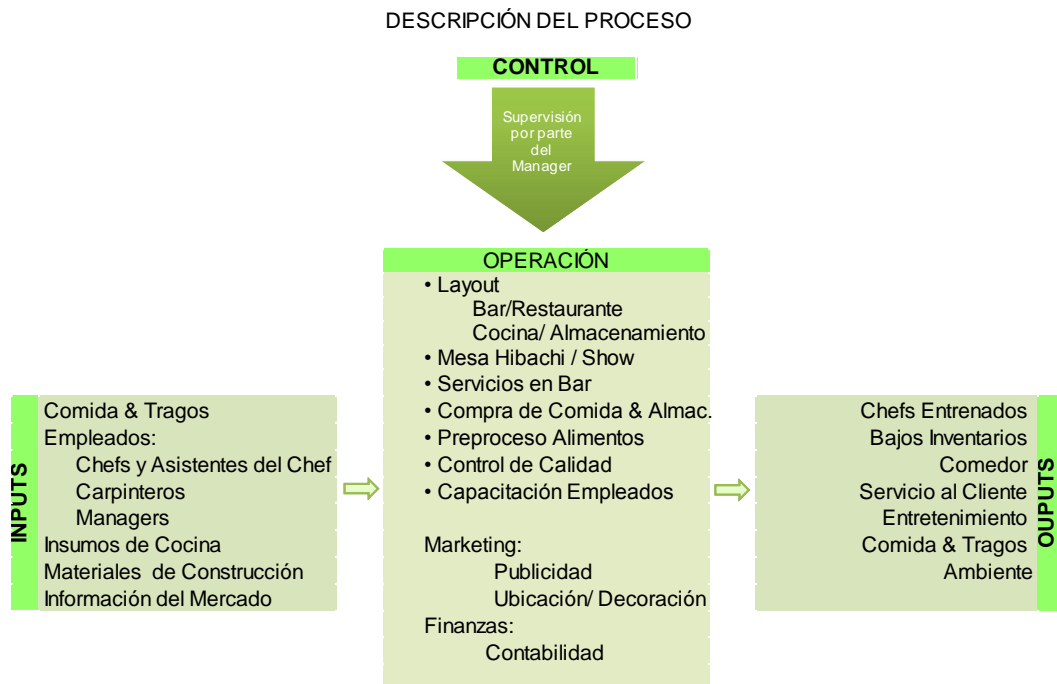 DESCRIPCIÓN DEL PROCESO
CONTROL
Supervisión
por parte
del
Manager
INPUTS
Comida & Tragos
Empleados:
Chefs y Asistentes del Chef
Carpinteros
Managers
Insumos de Cocina
Materiales de Construcción
Información del Mercado
OPERACIÓN
• Layout
Bar/Restaurante
Cocina/ Almacenamiento
• Mesa Hibachi / Show
• Servicios en Bar
• Compra de Comida & Almac.
• Preproceso Alimentos
• Control de Calidad
• Capacitación Empleados
Marketing:
Publicidad
Ubicación/ Decoración
Finanzas:
Contabilidad
Chefs Entrenados
Bajos Inventarios
Comedor
Servicio al Cliente
Entretenimiento
Comida & Tragos
Ambiente
OUPUTS